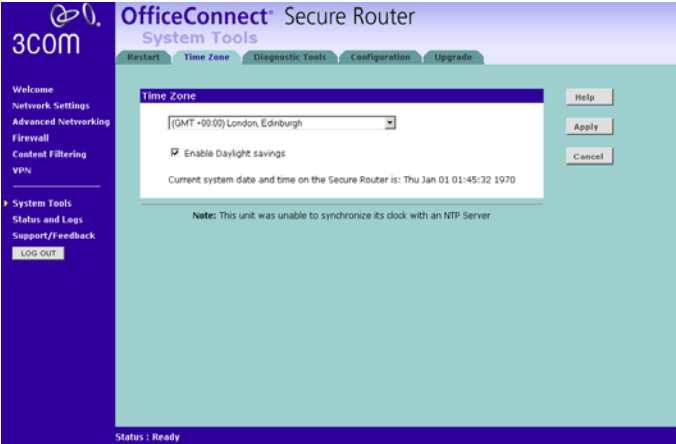 3COM
OfficeConnect® Secure Router
System Tools
Restart
Time Zone
Diagnostic Tools
Configuration
Upgrade
Welcome
Network Settings
Advanced Networking
Firewall
Content Filtering
VPN
System Tools
Status and Logs
Support/Feedback
LOG OUT
Time Zone
(GMT +00:00) London, Edinburgh
Enable Daylight savings
Current system date and time on the Secure Router is: Thu Jan 01 01:45:32 1970
Note: This unit was unable to synchronize its clock with an NTP Server
Help
Apply
Cancel
Status : Ready